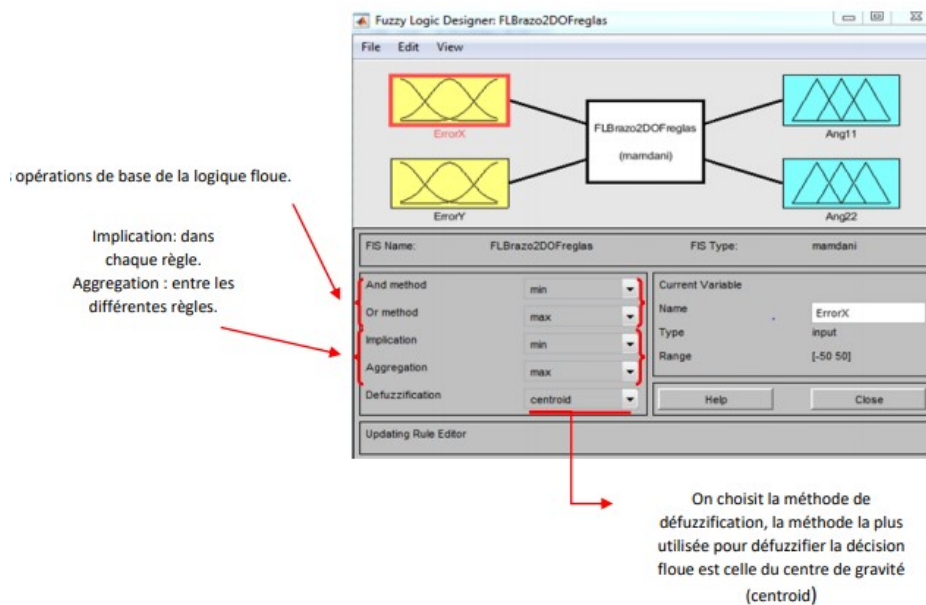 Fuzzy Logic Designer: FLBrazo2DOFreglas
File Edit View
ErrorX
FLBrazo2DOFreglas
(mamdani)
Ang11
ErrorY
Ang22
: opérations de base de la logique floue.
Implication: dans
chaque règle.
Aggregation : entre les
différentes règles.
FIS Name: FLBrazo2DOFreglas FIS Type: mamdani
And method min
Or method max
Implication min
Aggregation max
Defuzzification centroid
Current Variable
Name ErrorX
Type input
Range [-50 50]
Help Close
Updating Rule Editor
On choisit la méthode de
défuzzification, la méthode la plus
utilisée pour défuzzifier la décision
floue est celle du centre de gravité
(centroid)